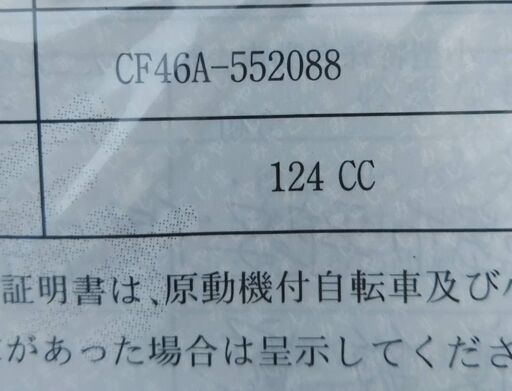 CF46A-552088
124 CC
証明書は、原動機付自転車及び
があった場合は呈示してくださ